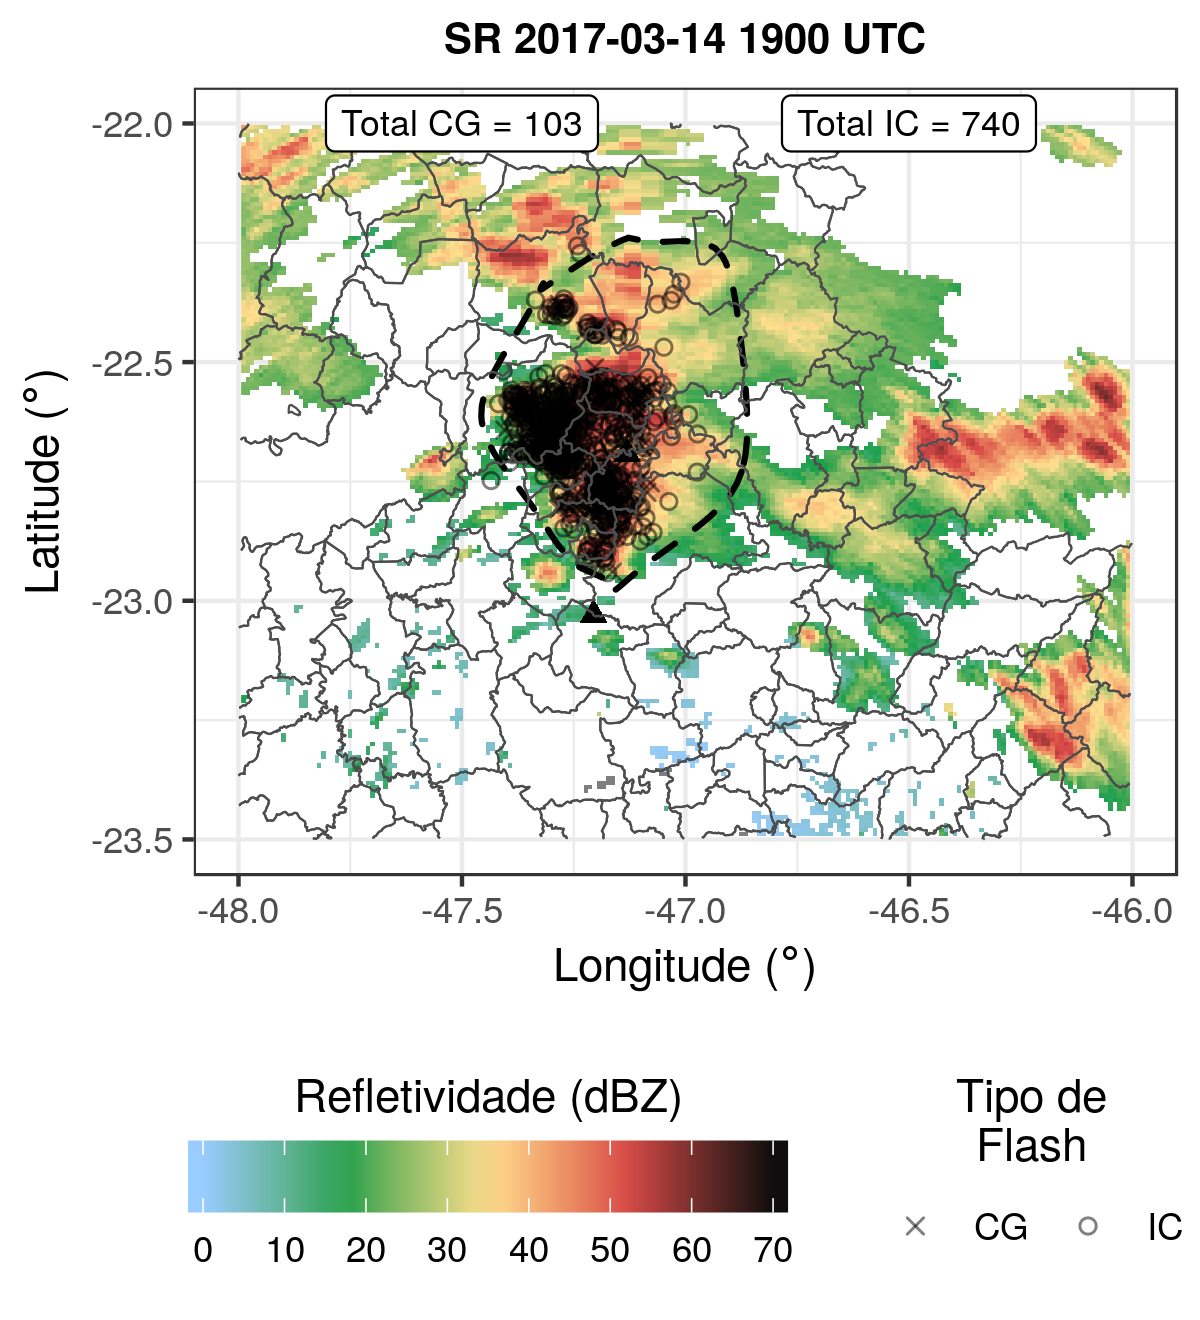 SR 2017-03-14 1900 UTC
Total CG = 103
Total IC = 740
-22.0
-22.5
-23.0
-23.5
Latitude (°)
-48.0 -47.5 -47.0 -46.5 -46.0
Longitude (°)
Refletividade (dBZ)
0 10 20 30 40 50 60 70
Tipo de
Flash
CG IC